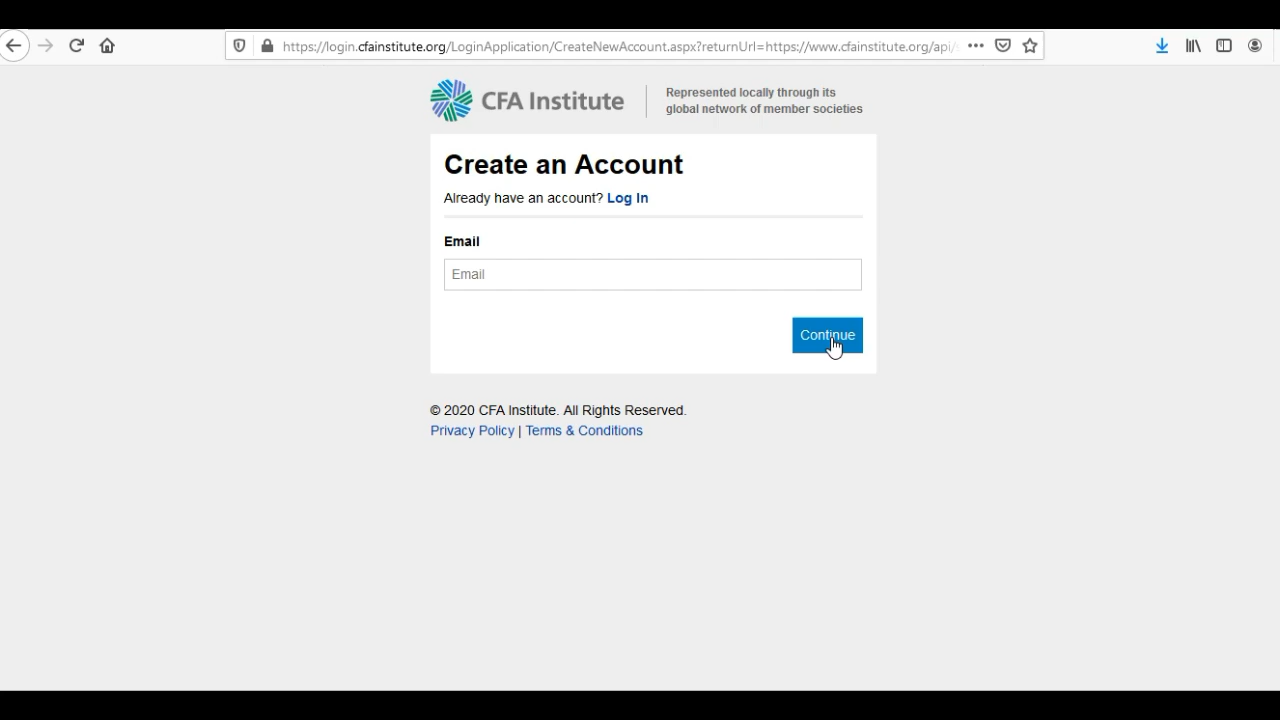 https://login.cfainstitute.org/LoginApplication/CreateNewAccount.aspx?returnUrl=https://www.cfainstitute.org/api/
CFA Institute
Represented locally through its
global network of member societies
Create an Account
Already have an account? Log In
Email
Email
Continue
© 2020 CFA Institute. All Rights Reserved.
Privacy Policy | Terms & Conditions